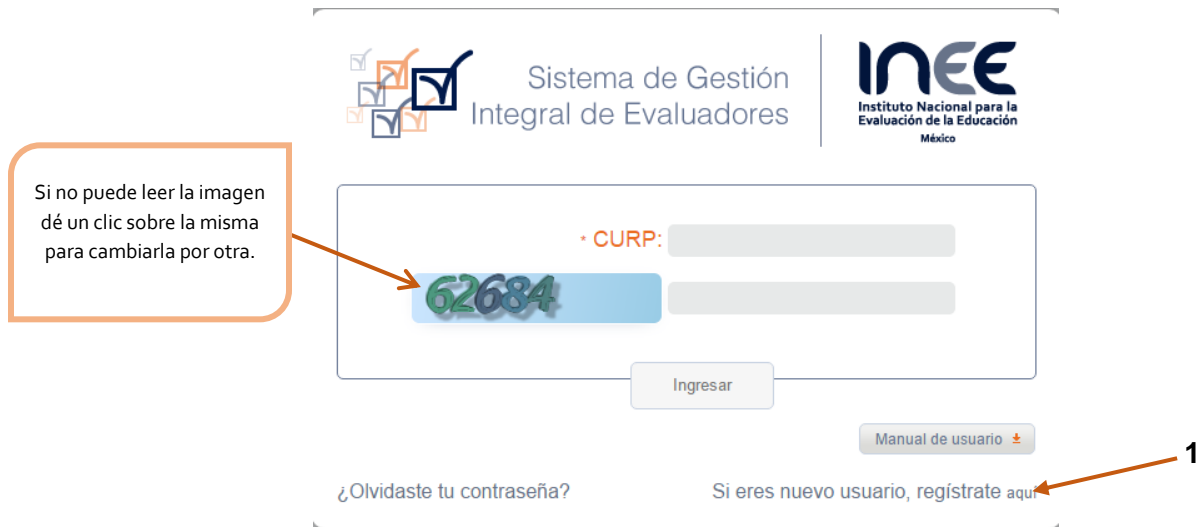 Sistema de Gestión
Integral de Evaluadores
INEE
Instituto Nacional para la
Evaluación de la Educación
México
Si no puede leer la imagen
dé un clic sobre la misma
para cambiarla por otra.
* CURP:
62684
Ingresar
Manual de usuario
1
¿Olvidaste tu contraseña?
Si eres nuevo usuario, regístrate aquí